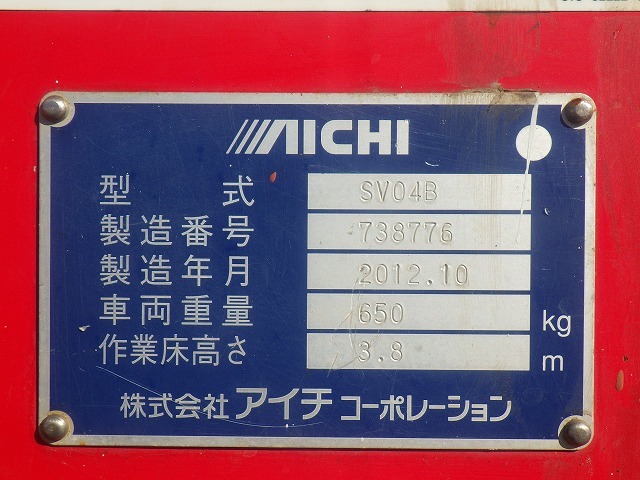 AICHI
型式 SV04B
製造番号 738776
製造年月 2012.10
車両重量 650 kg
作業床高さ 3.8 m
株式会社アイチコーポレーション